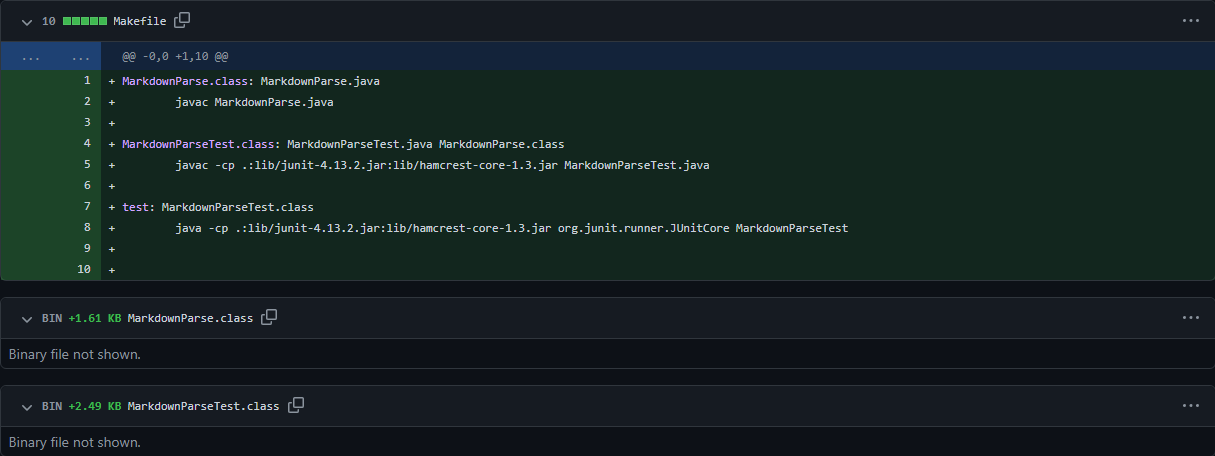 10 Makefile
... ... @@ -0,0 +1,10 @@
1 + MarkdownParse.class: MarkdownParse.java
2 + javac MarkdownParse.java
3 +
4 + MarkdownParseTest.class: MarkdownParseTest.java MarkdownParse.class
5 + javac -cp .:lib/junit-4.13.2.jar:lib/hamcrest-core-1.3.jar MarkdownParseTest.java
6 +
7 + test: MarkdownParseTest.class
8 + java -cp .:lib/junit-4.13.2.jar:lib/hamcrest-core-1.3.jar org.junit.runner.JUnitCore MarkdownParseTest
9 +
10 +
BIN +1.61 KB MarkdownParse.class
Binary file not shown.
BIN +2.49 KB MarkdownParseTest.class
Binary file not shown.